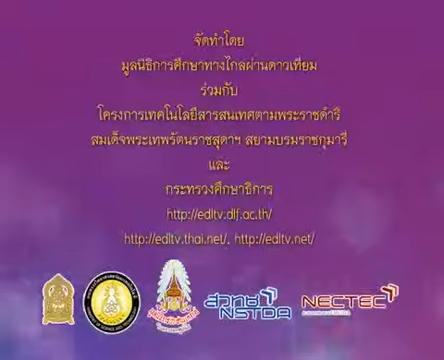 จัดทำโดย
มูลนิธิการศึกษาทางไกลผ่านดาวเทียม
ร่วมกับ
โครงการเทคโนโลยีสารสนเทศตามพระราชดำริ
สมเด็จพระเทพรัตนราชสุดาฯ สยามบรมราชกุมารี
และ
กระทรวงศึกษาธิการ
http://edltv.dlf.ac.th/
http://edltv.thai.net/, http://edltv.net/
สวทช NSTDA
NECTEC